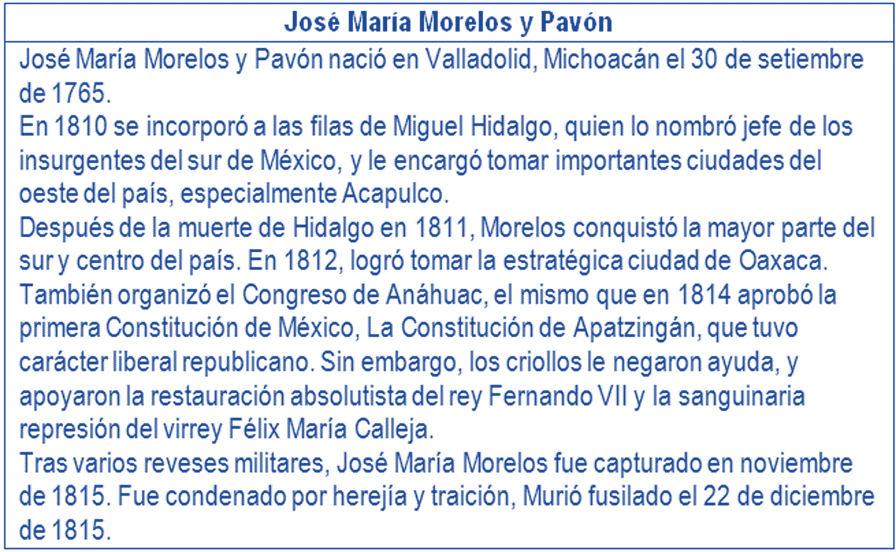 José María Morelos y Pavón
José María Morelos y Pavón nació en Valladolid, Michoacán el 30 de setiembre
de 1765.
En 1810 se incorporó a las filas de Miguel Hidalgo, quien lo nombró jefe de los
insurgentes del sur de México, y le encargó tomar importantes ciudades del
oeste del país, especialmente Acapulco.
Después de la muerte de Hidalgo en 1811, Morelos conquistó la mayor parte del
sur y centro del país. En 1812, logró tomar la estratégica ciudad de Oaxaca.
También organizó el Congreso de Anáhuac, el mismo que en 1814 aprobó la
primera Constitución de México, La Constitución de Apatzingán, que tuvo
carácter liberal republicano. Sin embargo, los criollos le negaron ayuda, y
apoyaron la restauración absolutista del rey Fernando VII y la sanguinaria
represión del virrey Félix María Calleja.
Tras varios reveses militares, José María Morelos fue capturado en noviembre
de 1815. Fue condenado por herejía y traición, Murió fusilado el 22 de diciembre
de 1815.